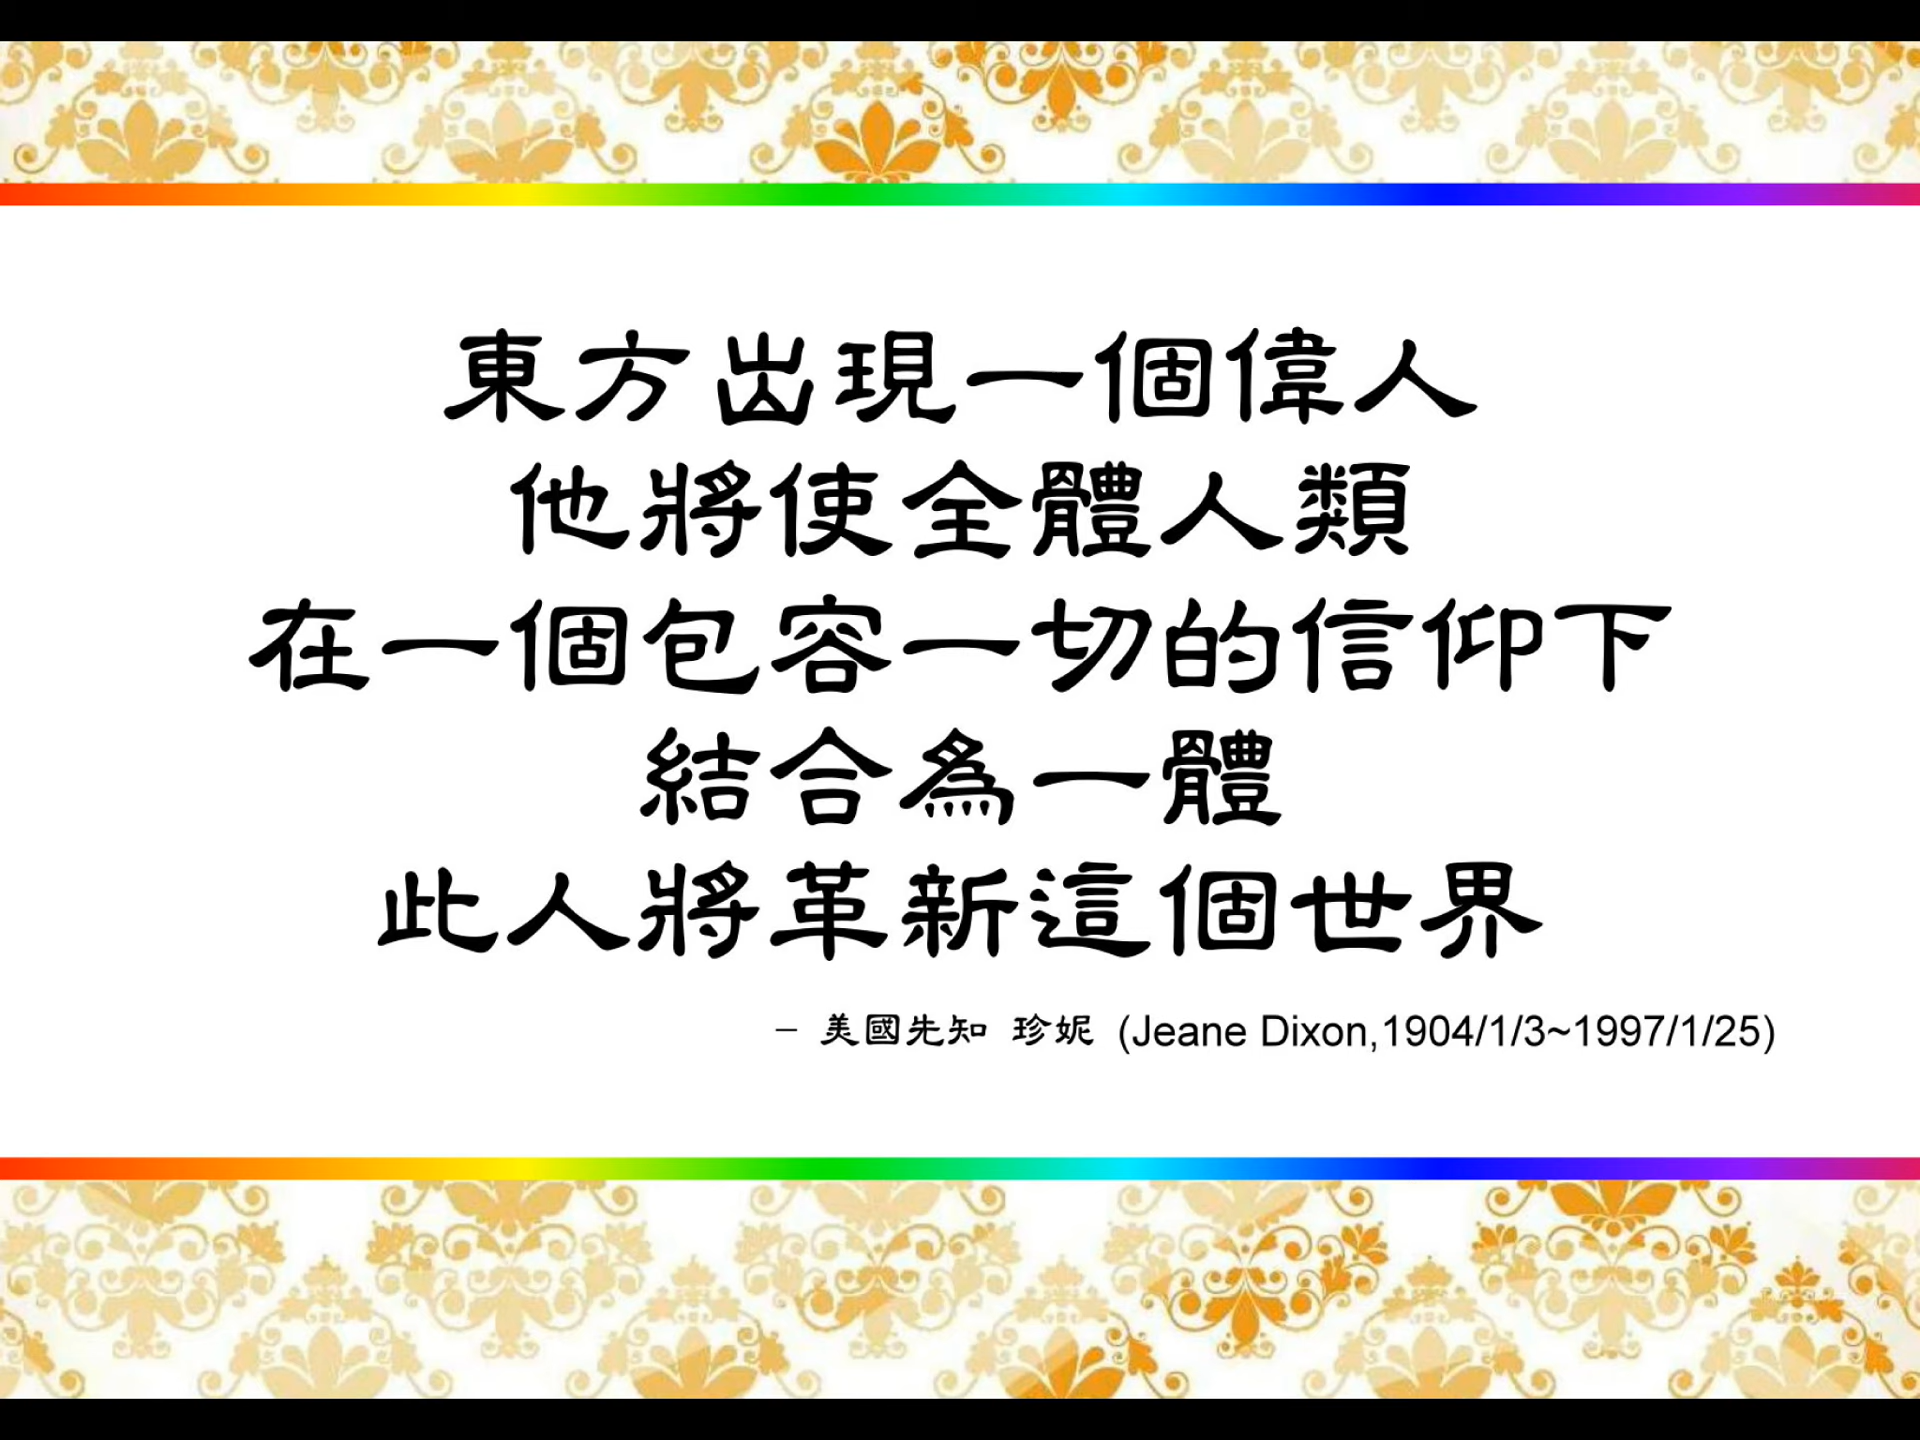 東方出現一個偉人
他將使全體人類
在一個包容一切的信仰下
結合為一體
此人將革新這個世界
– 美國先知 珍妮 (Jeane Dixon,1904/1/3~1997/1/25)